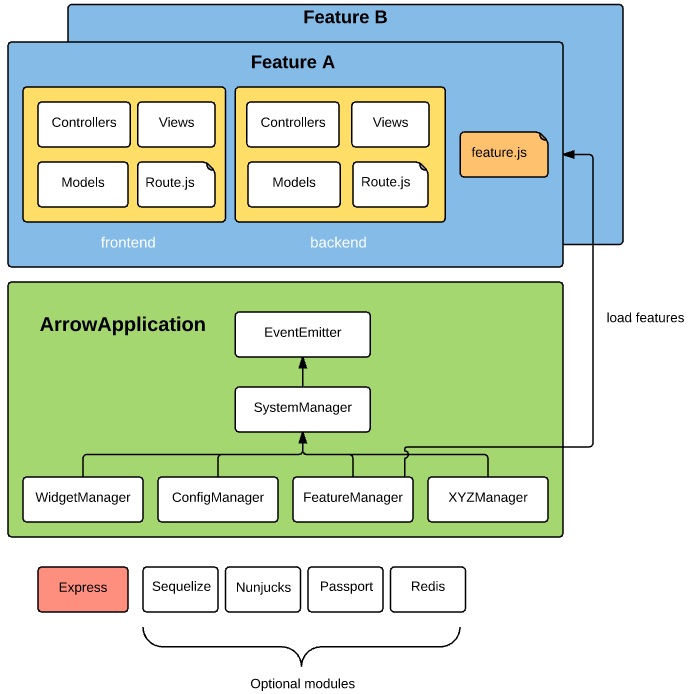 Feature B
Feature A
Controllers
Views
Models
Route.js
frontend
Controllers
Views
Models
Route.js
backend
feature.js
load features
ArrowApplication
EventEmitter
SystemManager
WidgetManager
ConfigManager
FeatureManager
XYZManager
Express
Sequelize
Nunjucks
Passport
Redis
Optional modules